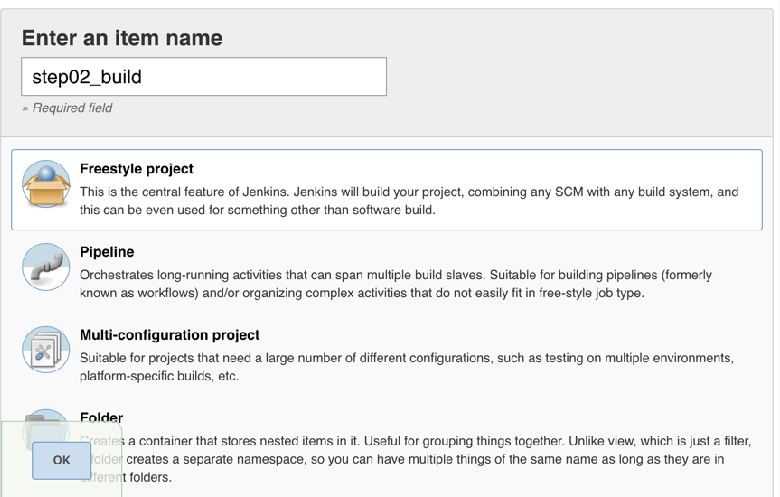 Enter an item name
step02_build
» Required field
Freestyle project
This is the central feature of Jenkins. Jenkins will build your project, combining any SCM with any build system, and
this can be even used for something other than software build.
Pipeline
Orchestrates long-running activities that can span multiple build slaves. Suitable for building pipelines (formerly
known as workflows) and/or organizing complex activities that do not easily fit in free-style job type.
Multi-configuration project
Suitable for projects that need a large number of different configurations, such as testing on multiple environments,
platform-specific builds, etc.
Folder
Creates a container that stores nested items in it. Useful for grouping things together. Unlike view, which is just a filter,
folder creates a separate namespace, so you can have multiple things of the same name as long as they are in
different folders.
OK